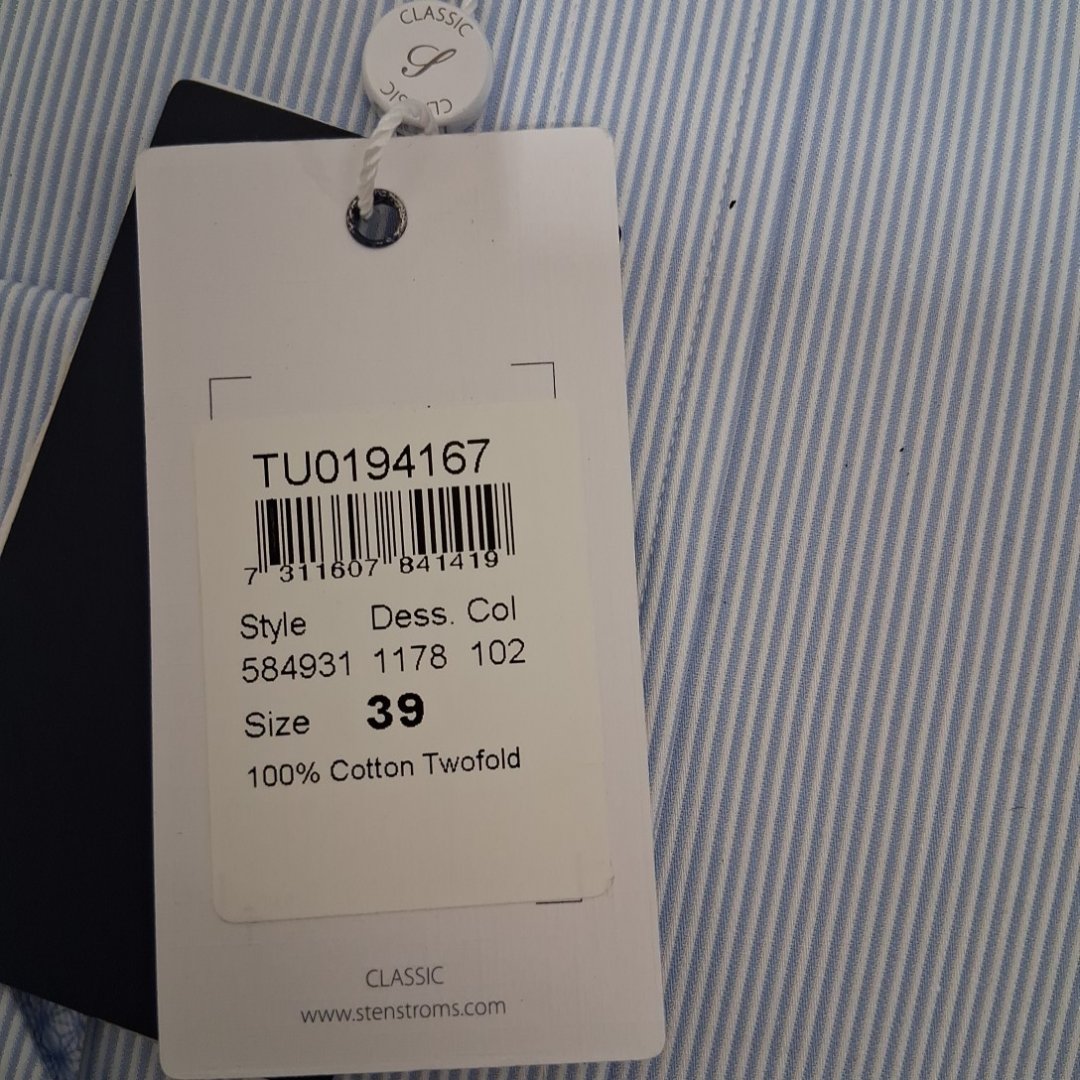 CLASSIC
S
CLASSIC
TU0194167
7 311607 841419
Style Dess. Col
584931 1178 102
Size 39
100% Cotton Twofold
CLASSIC
www.stenstroms.com